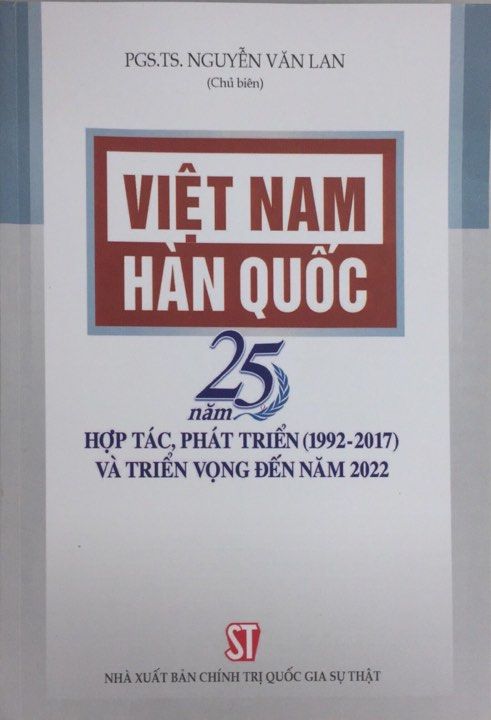 PGS.TS. NGUYỄN VĂN LAN
(Chủ biên)
VIỆT NAM
HÀN QUỐC
25
năm
HỢP TÁC, PHÁT TRIỂN (1992-2017)
VÀ TRIỂN VỌNG ĐẾN NĂM 2022
ST
NHÀ XUẤT BẢN CHÍNH TRỊ QUỐC GIA SỰ THẬT